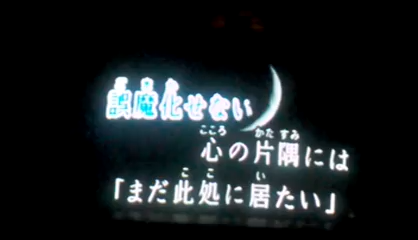 誤魔化せない
心の片隅には
「まだ此処に居たい」